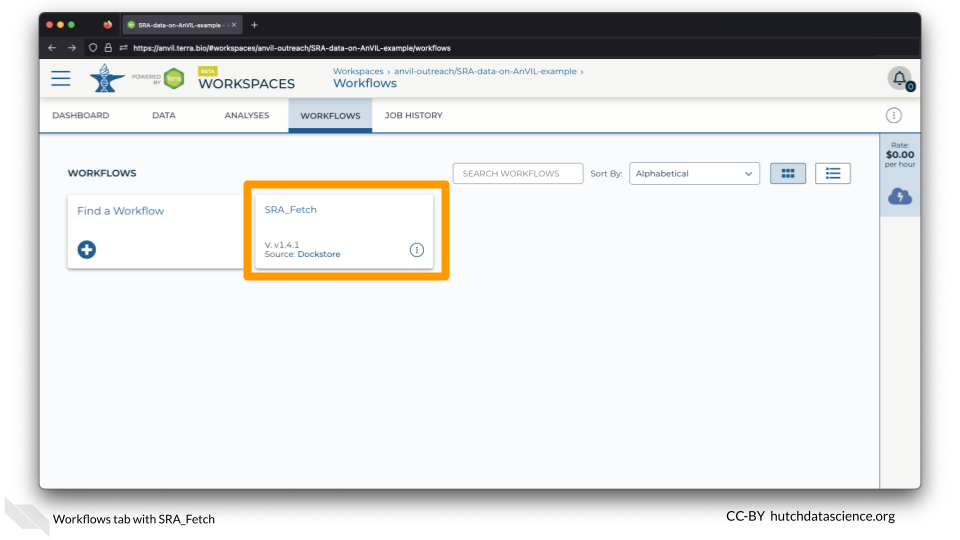 SRA-data-on-AnVIL-example
https://anvil.terra.bio/#workspaces/anvil-outreach/SRA-data-on-AnVIL-example/workflows
POWERED BY Terra
BETA
WORKSPACES
Workspaces › anvil-outreach/SRA-data-on-AnVIL-example ›
Workflows
0
DASHBOARD DATA ANALYSES WORKFLOWS JOB HISTORY
Rate:
$0.00
per hour
WORKFLOWS
SEARCH WORKFLOWS Sort By: Alphabetical
Find a Workflow
SRA_Fetch
V. v1.4.1
Source: Dockstore
Workflows tab with SRA_Fetch
CC-BY hutchdatascience.org